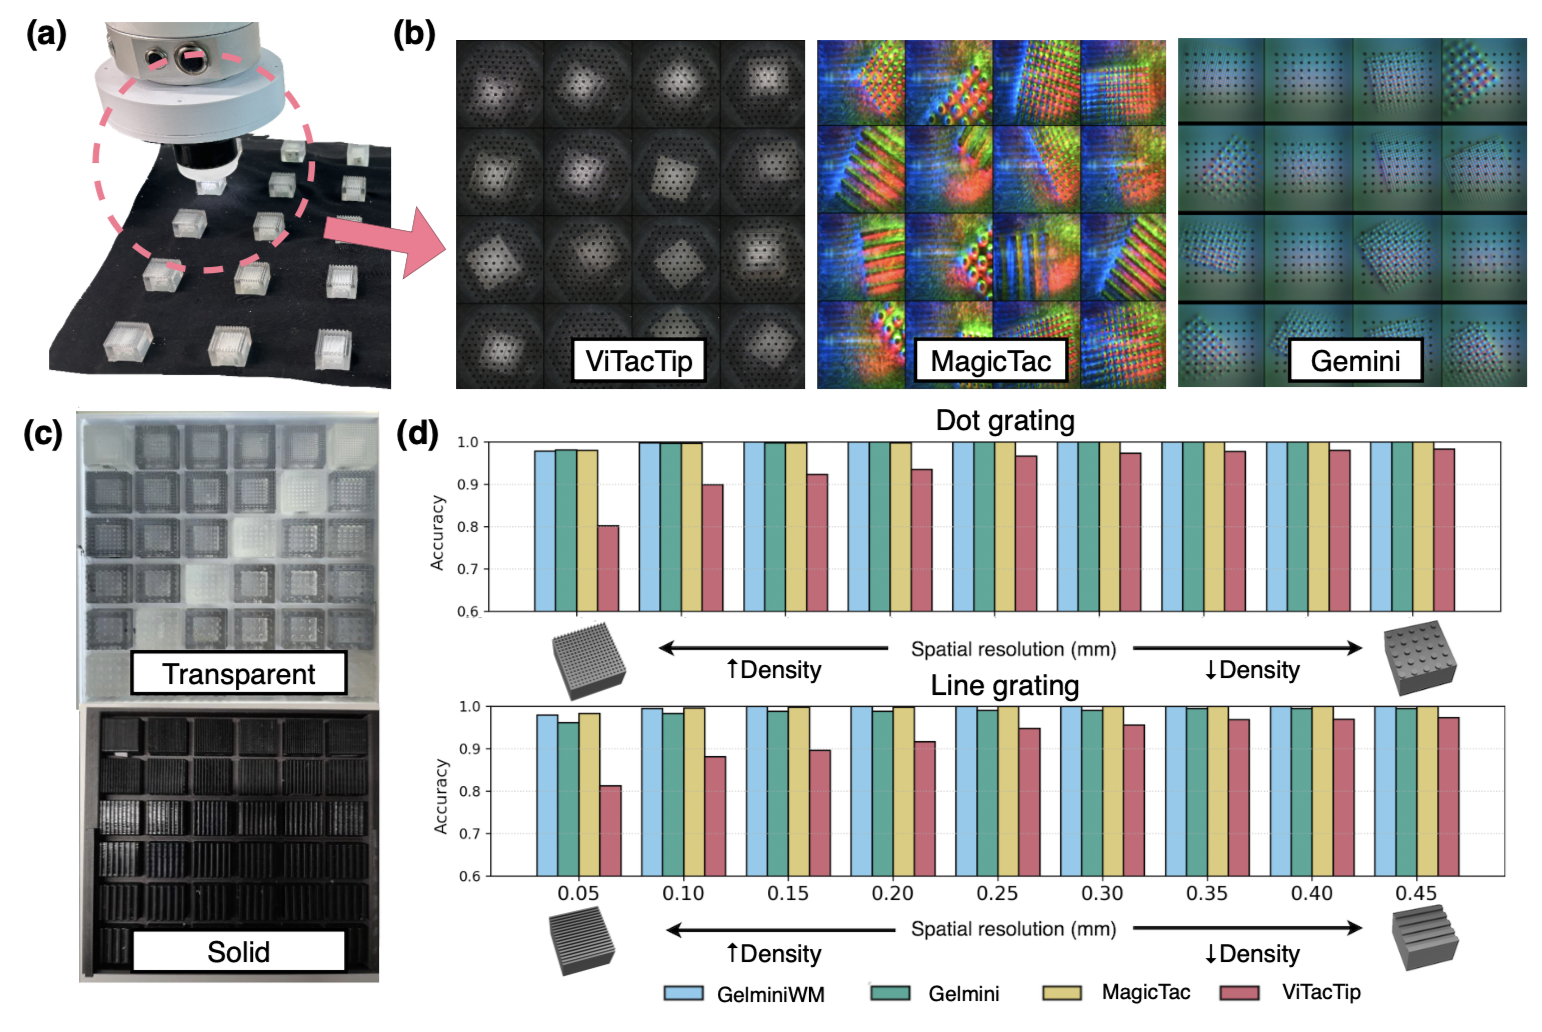 (a)
(b)
ViTacTip
MagicTac
Gemini
(c)
Transparent
Solid
(d)
Dot grating
1.0
0.9
0.8
0.7
0.6
Accuracy
Spatial resolution (mm)
↑Density
↓Density
Line grating
1.0
0.9
0.8
0.7
0.6
Accuracy
0.05 0.10 0.15 0.20 0.25 0.30 0.35 0.40 0.45
Spatial resolution (mm)
↑Density
↓Density
GelminiWM Gelmini MagicTac ViTacTip